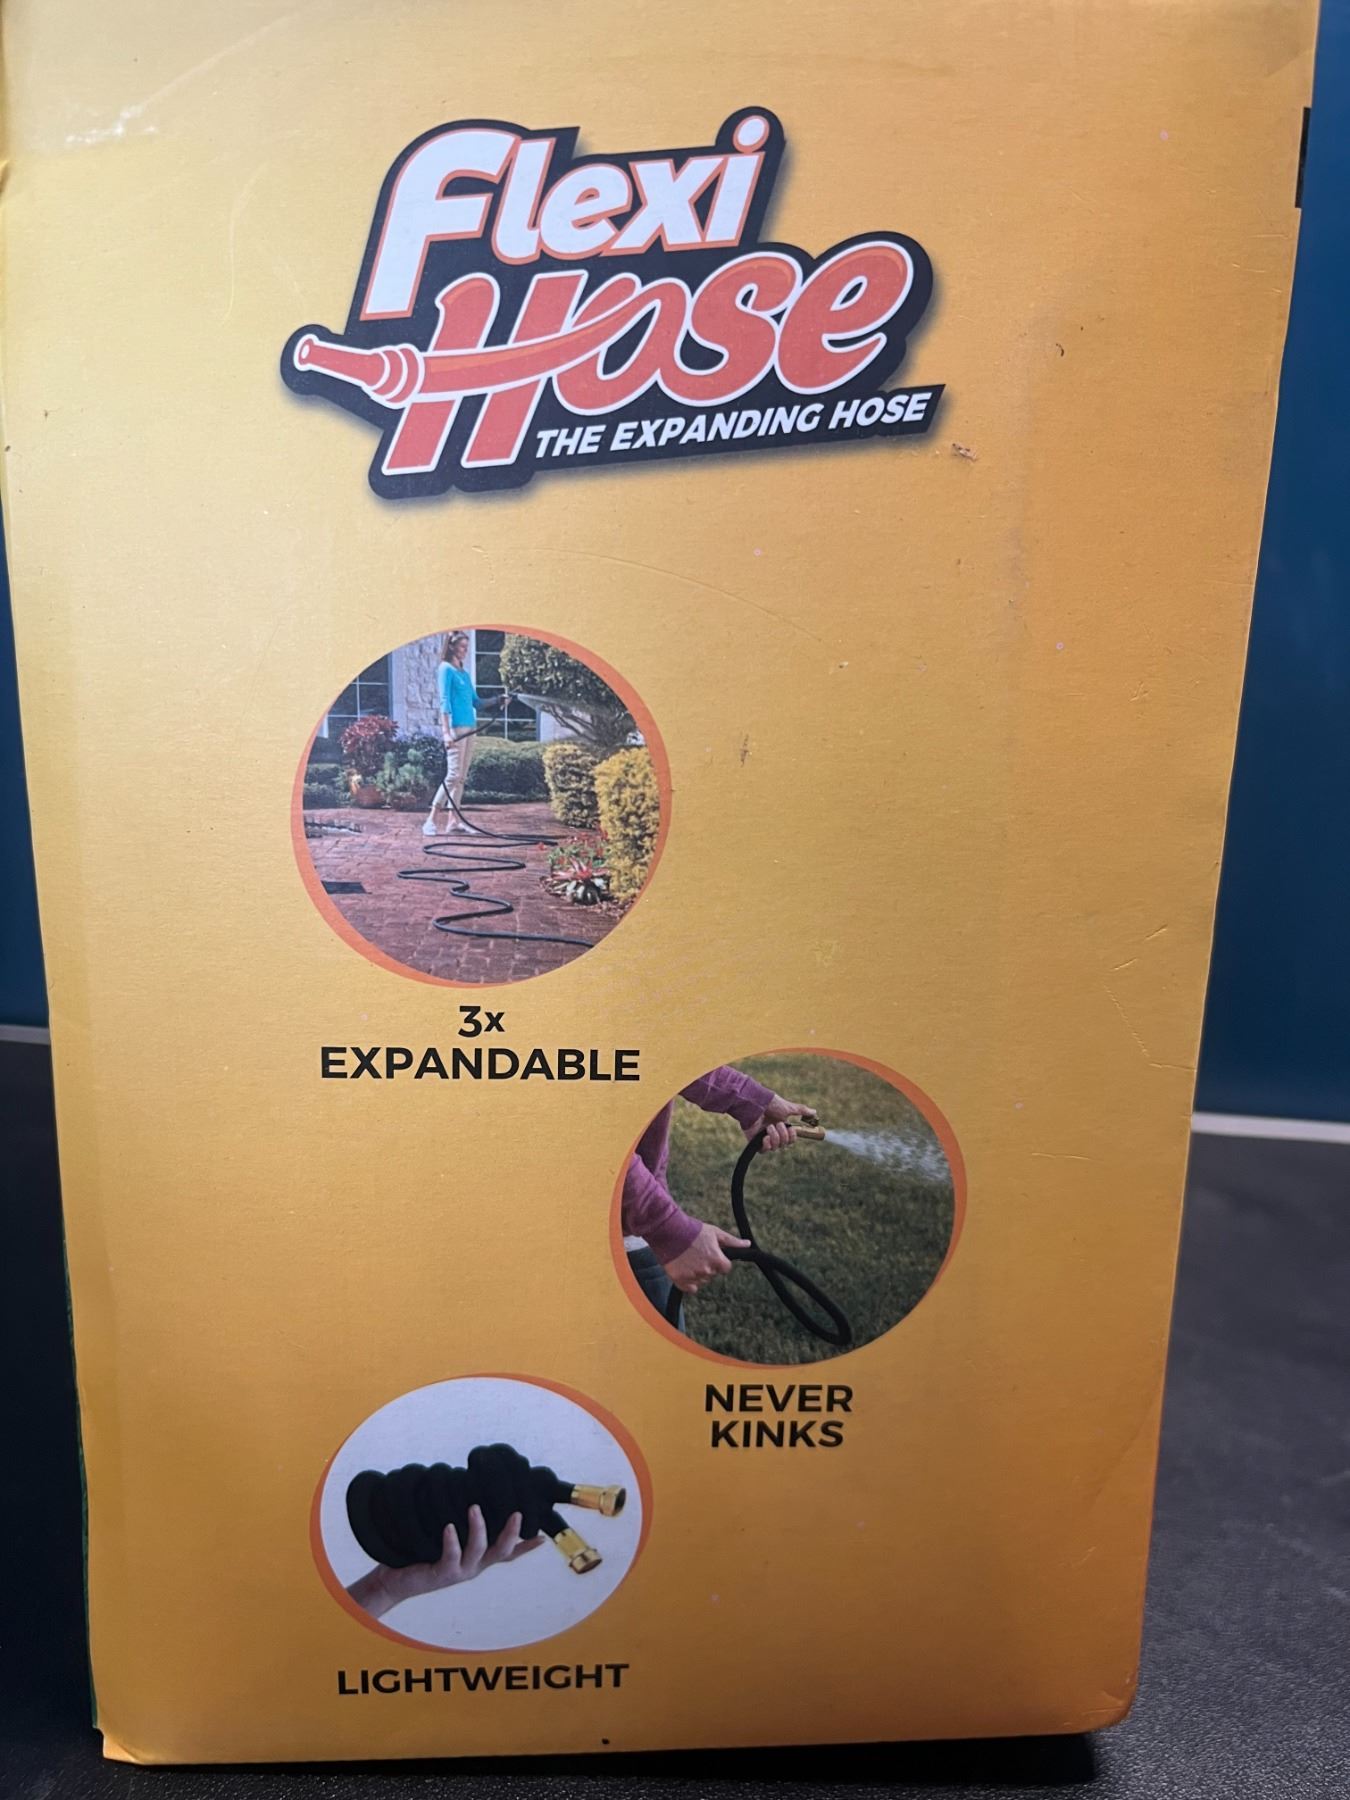 Flexi
Hose
THE EXPANDING HOSE
3x
EXPANDABLE
NEVER
KINKS
LIGHTWEIGHT